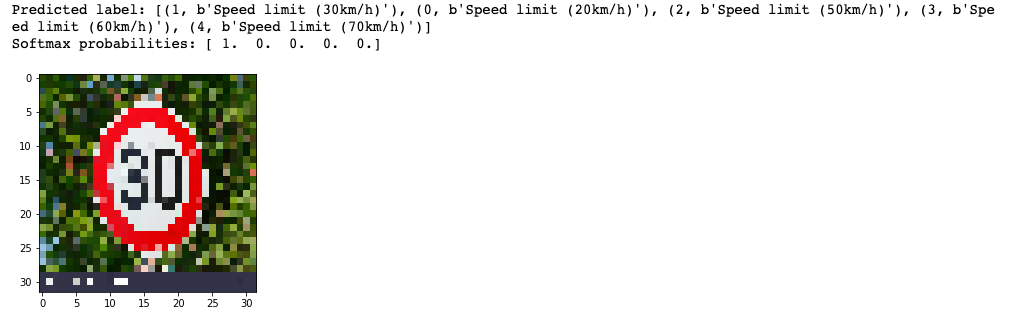 Predicted label: [(1, b'Speed limit (30km/h)'), (0, b'Speed limit (20km/h)'), (2, b'Speed limit (50km/h)'), (3, b'Spe
ed limit (60km/h)'), (4, b'Speed limit (70km/h)')]
Softmax probabilities: [ 1.  0.  0.  0.  0.]
0
5
10
15
20
25
30
30
0 5 10 15 20 25 30